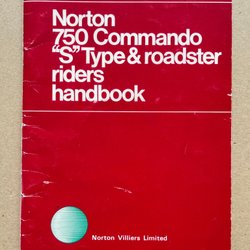 Norton
750 Commando
“S” Type & roadster
riders
handbook
Norton Villiers Limited